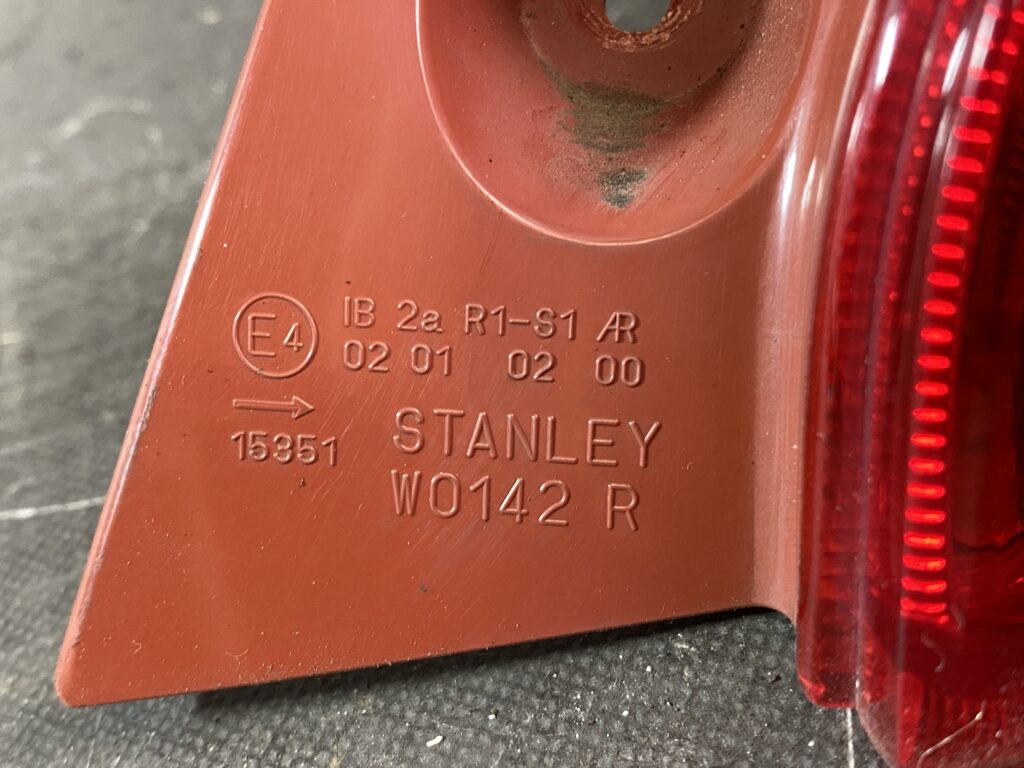 E4 IB 2a R1-S1 AR
02 01 02 00
→
15351
STANLEY
W0142 R